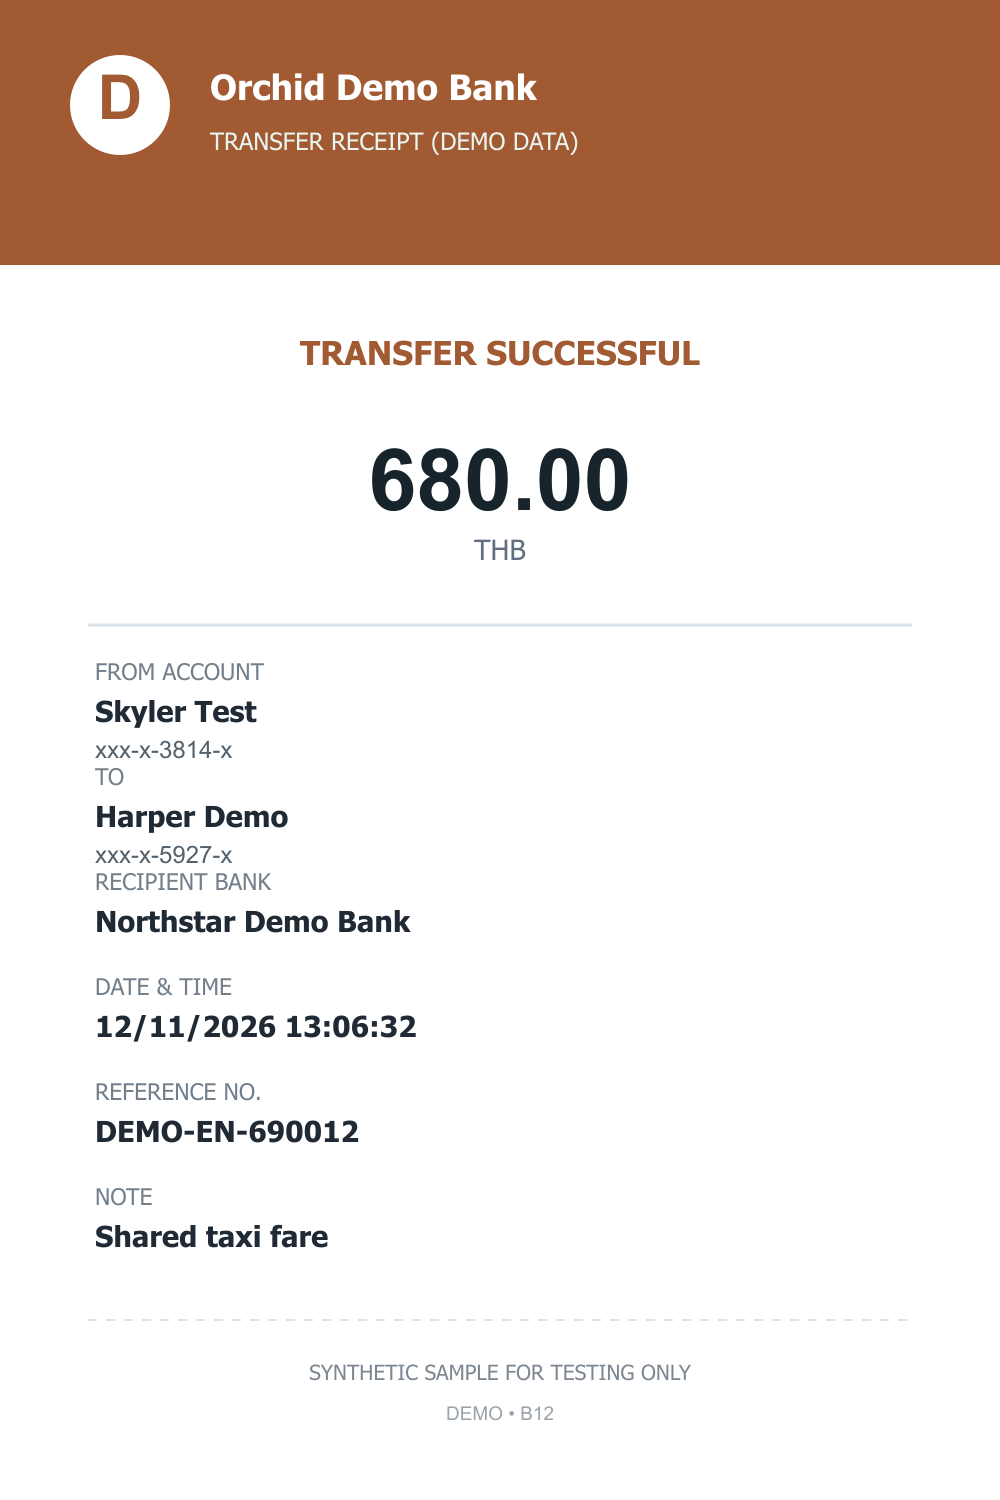 D
Orchid Demo Bank
TRANSFER RECEIPT (DEMO DATA)
TRANSFER SUCCESSFUL
680.00
THB
FROM ACCOUNT
Skyler Test
xxx-x-3814-x
TO
Harper Demo
xxx-x-5927-x
RECIPIENT BANK
Northstar Demo Bank
DATE & TIME
12/11/2026 13:06:32
REFERENCE NO.
DEMO-EN-690012
NOTE
Shared taxi fare
SYNTHETIC SAMPLE FOR TESTING ONLY
DEMO • B12